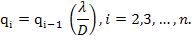 qᵢ = qᵢ₋₁ (λ/D), i = 2,3, … , n.